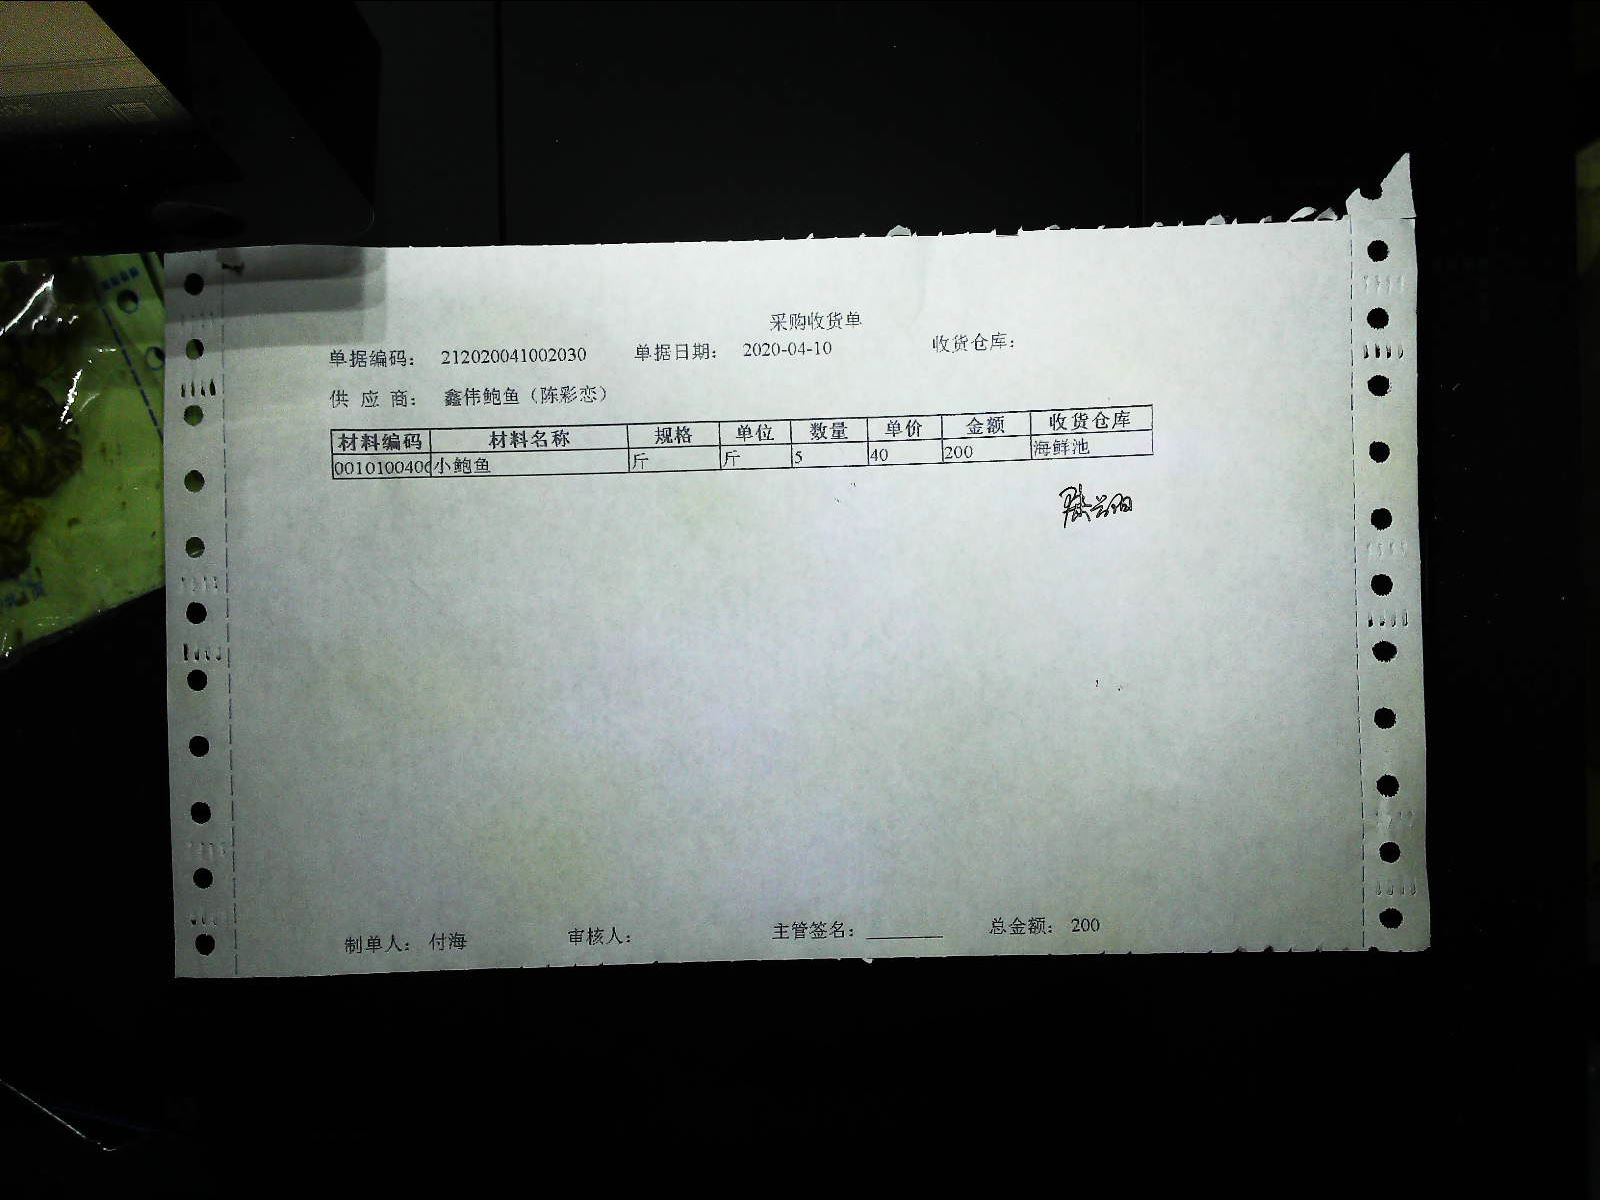 采购收货单
单据编码： 212020041002030 单据日期： 2020-04-10 收货仓库：
供 应 商： 鑫伟鲍鱼（陈彩恋）
材料编码 材料名称 规格 单位 数量 单价 金额 收货仓库
001010040 小鲍鱼 斤 斤 5 40 200 海鲜池
制单人： 付海 审核人： 主管签名： 总金额： 200